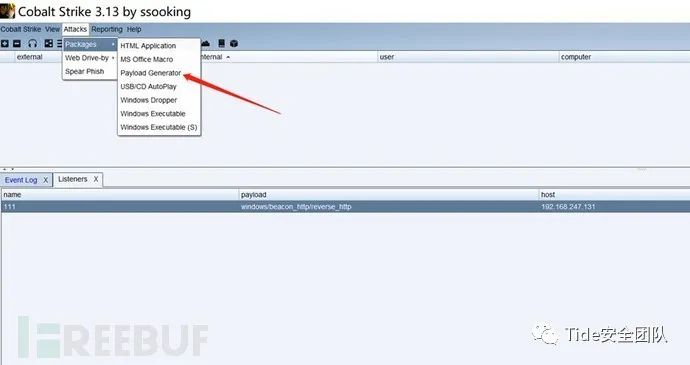 Cobalt Strike 3.13 by ssooking
Cobalt Strike View Attacks Reporting Help
Packages
Web Drive-by
Spear Phish
HTML Application
MS Office Macro
Payload Generator
USB/CD AutoPlay
Windows Dropper
Windows Executable
Windows Executable (S)
external internal user computer
Event Log X Listeners X
name payload host
111 windows/beacon_http/reverse_http 192.168.247.131
FREEBUF
Tide安全团队